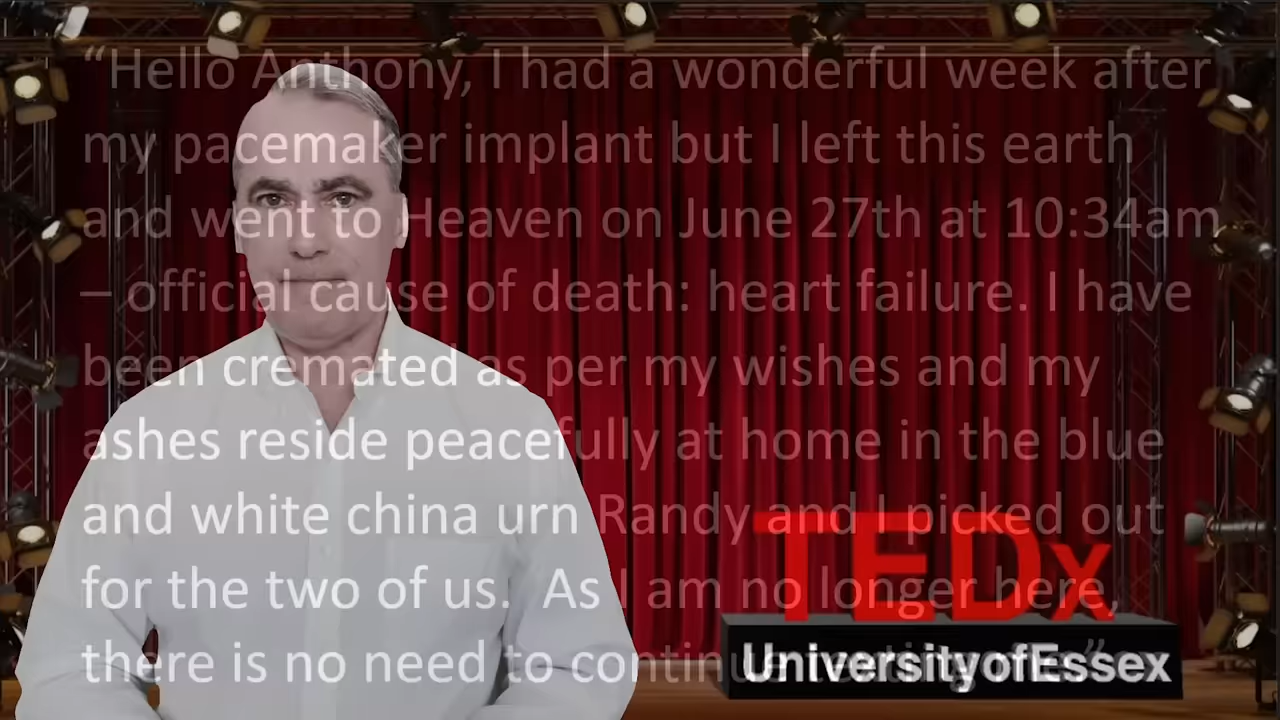 “Hello Anthony, I had a wonderful week after
my pacemaker implant but I left this earth
and went to Heaven on June 27th at 10:34am
– official cause of death: heart failure. I have
been cremated as per my wishes and my
ashes reside peacefully at home in the blue
and white china urn Randy and I picked out
for the two of us.  As I am no longer here,
there is no need to continue
TEDx
UniversityofEssex